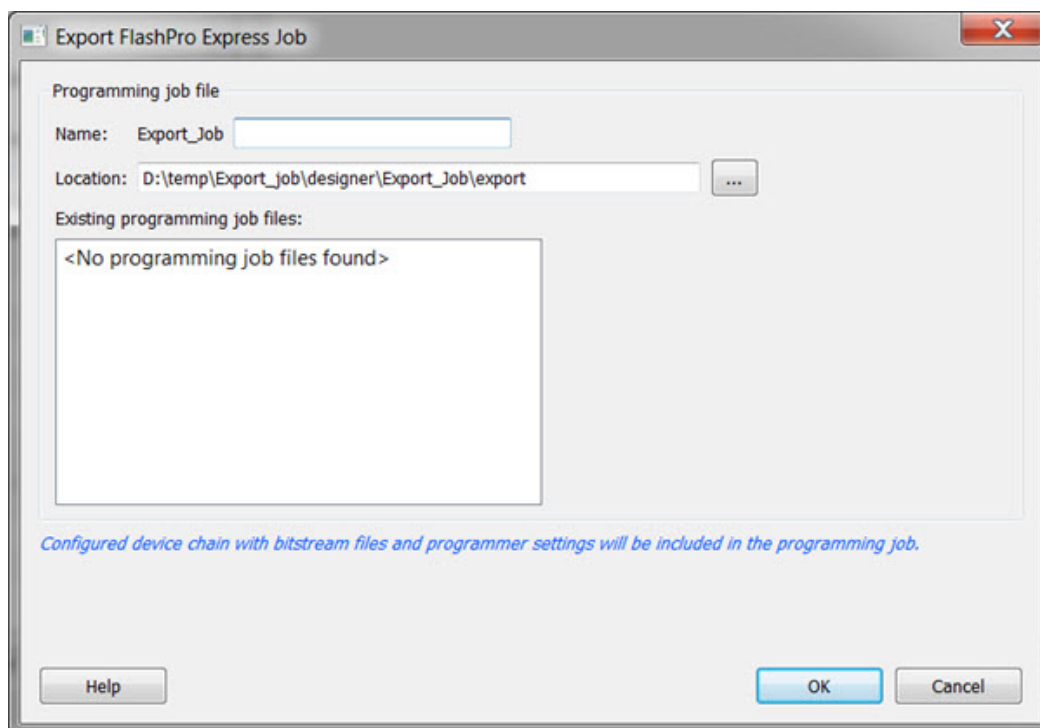 Export FlashPro Express Job
Programming job file
Name: Export_Job
Location: D:\temp\Export_job\designer\Export_Job\export
...
Existing programming job files:
<No programming job files found>
Configured device chain with bitstream files and programmer settings will be included in the programming job.
Help OK Cancel